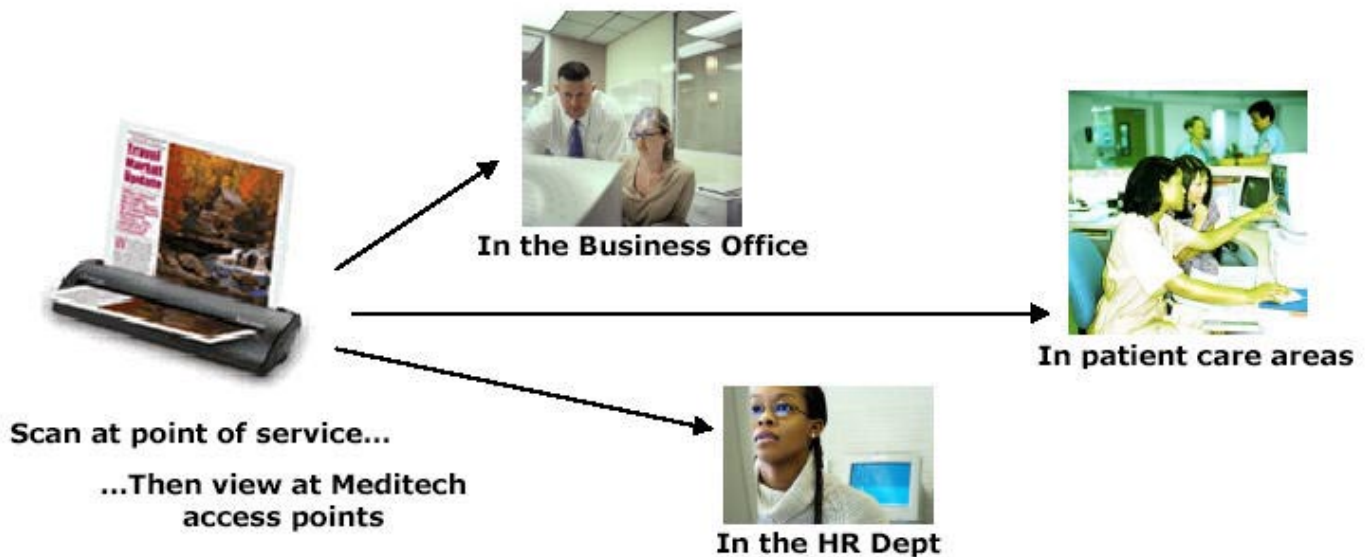 Travel
Market
Update
In the Business Office
In patient care areas
Scan at point of service...
...Then view at Meditech
access points
In the HR Dept